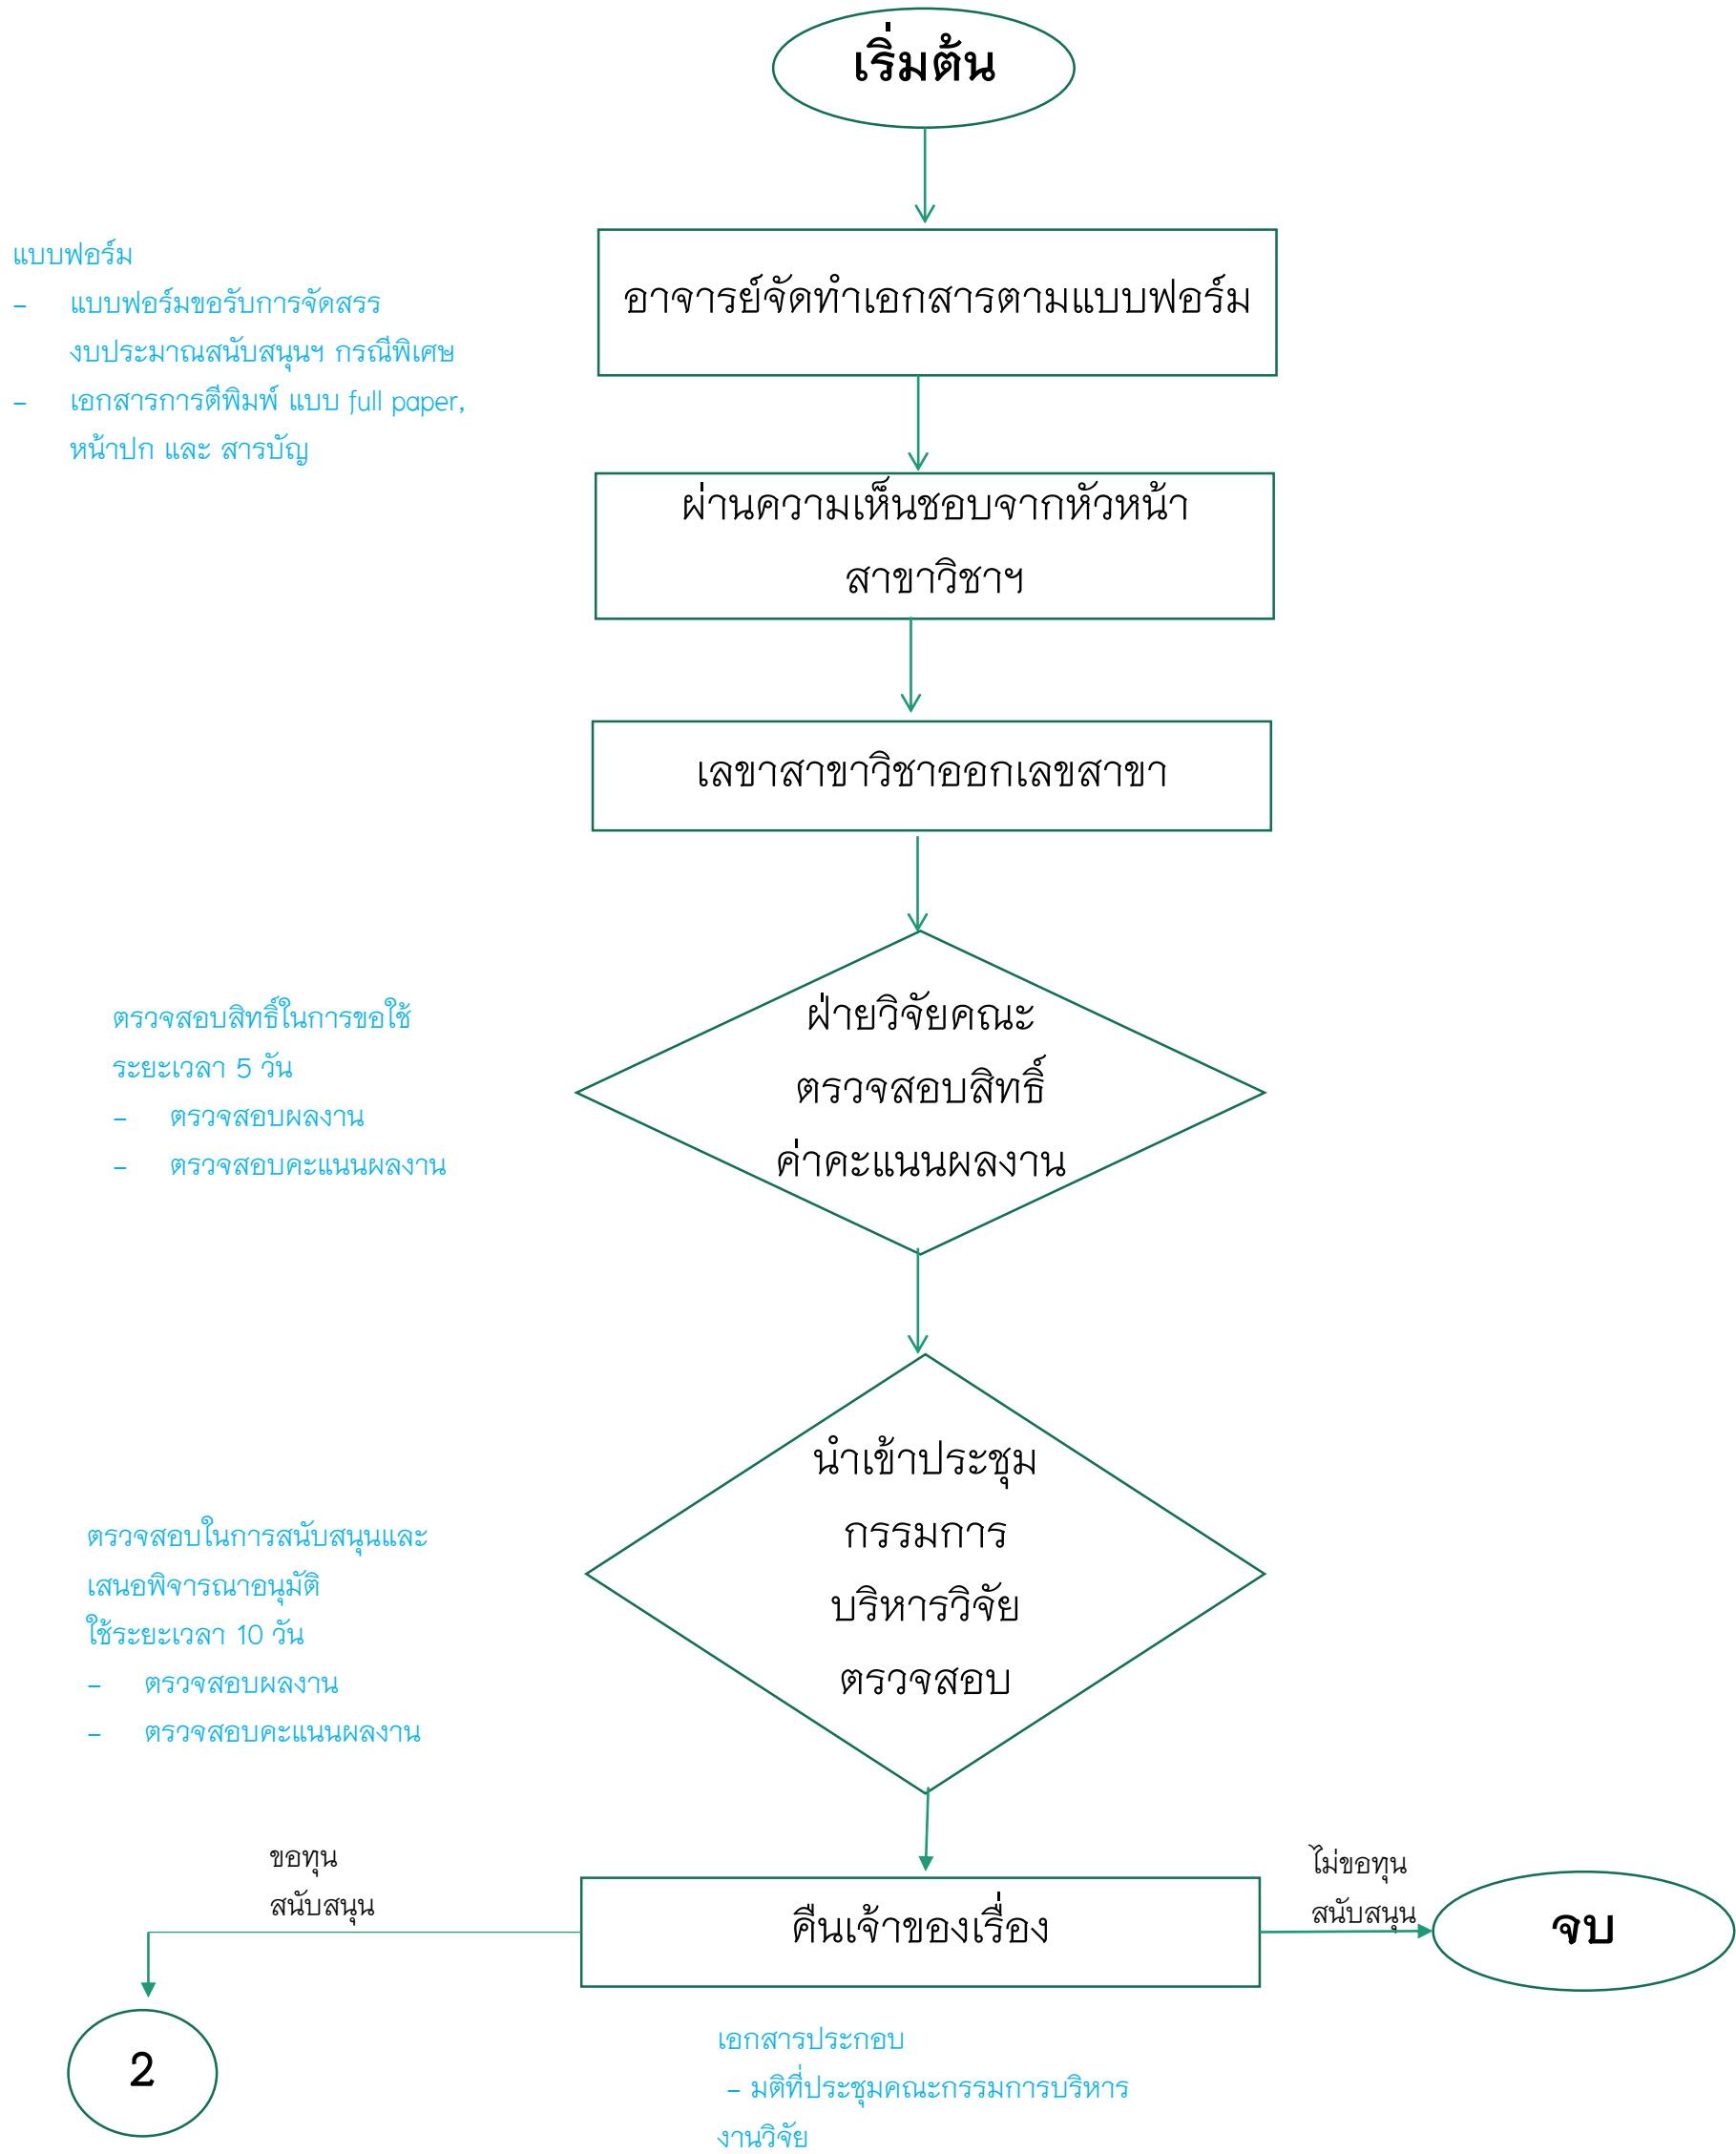 เริ่มต้น
แบบฟอร์ม
- แบบฟอร์มขอรับการจัดสรร
งบประมาณสนับสนุนฯ กรณีพิเศษ
- เอกสารการตีพิมพ์ แบบ full paper,
หน้าปก และ สารบัญ
อาจารย์จัดทำเอกสารตามแบบฟอร์ม
ผ่านความเห็นชอบจากหัวหน้า
สาขาวิชาฯ
เลขาสาขาวิชาออกเลขสาขา
ตรวจสอบสิทธิ์ในการขอใช้
ระยะเวลา 5 วัน
- ตรวจสอบผลงาน
- ตรวจสอบคะแนนผลงาน
ฝ่ายวิจัยคณะ
ตรวจสอบสิทธิ์
ค่าคะแนนผลงาน
ตรวจสอบในการสนับสนุนและ
เสนอพิจารณาอนุมัติ
ใช้ระยะเวลา 10 วัน
- ตรวจสอบผลงาน
- ตรวจสอบคะแนนผลงาน
นำเข้าประชุม
กรรมการ
บริหารวิจัย
ตรวจสอบ
ขอทุน
สนับสนุน
คืนเจ้าของเรื่อง
ไม่ขอทุน
สนับสนุน
จบ
2
เอกสารประกอบ
- มติที่ประชุมคณะกรรมการบริหาร
งานวิจัย